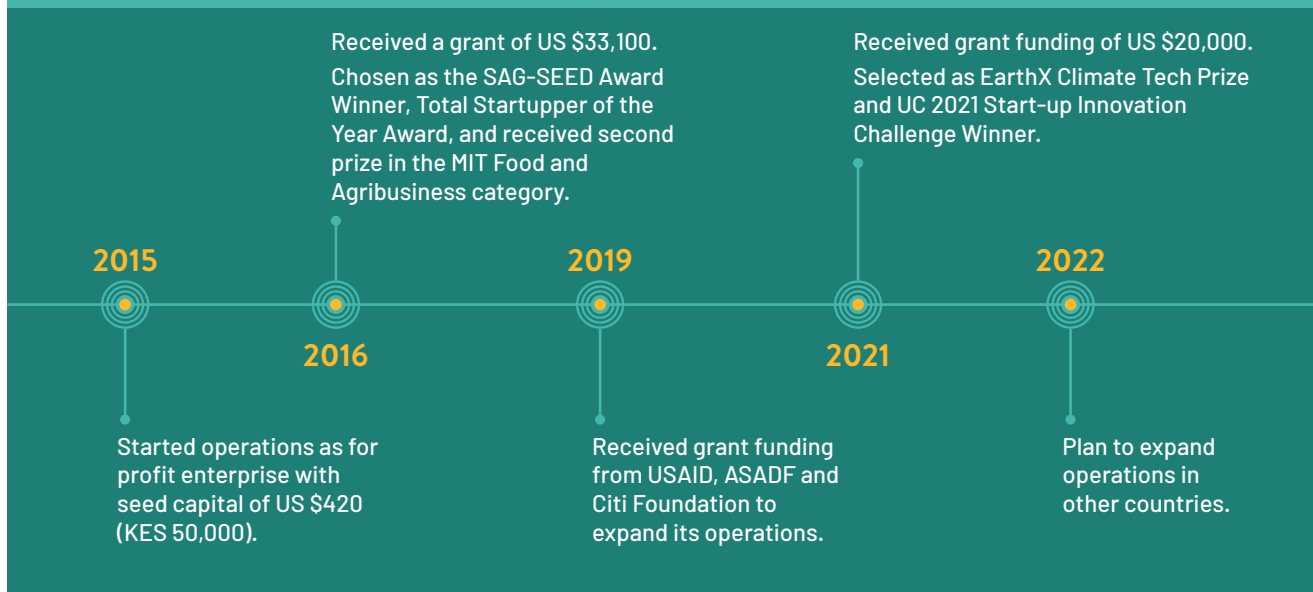 2015
Started operations as for
profit enterprise with
seed capital of US $420
(KES 50,000).
Received a grant of US $33,100.
Chosen as the SAG-SEED Award
Winner, Total Startupper of the
Year Award, and received second
prize in the MIT Food and
Agribusiness category.
2016
2019
Received grant funding
from USAID, ASADF and
Citi Foundation to
expand its operations.
Received grant funding of US $20,000.
Selected as EarthX Climate Tech Prize
and UC 2021 Start-up Innovation
Challenge Winner.
2021
2022
Plan to expand
operations in
other countries.